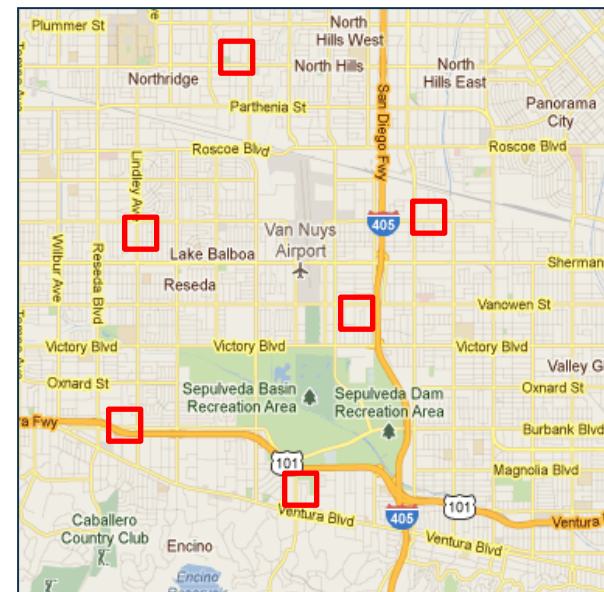 Plummer St
North
Hills West
Northridge
North Hills
North
Hills East
Parthenia St
San Diego Fwy
Panorama
City
Roscoe Blvd
Roscoe Blvd
Lindley Ave
405
Van Nuys
Airport
Lake Balboa
Wilbur Ave
Reseda Blvd
Reseda
Sherman
Vanowen St
Victory Blvd
Victory Blvd
Victory Blvd
Valley G
Oxnard St
Oxnard St
Sepulveda Basin
Recreation Area
Sepulveda Dam
Recreation Area
ra Fwy
Burbank Blvd
101
Magnolia Blvd
101
405
Ventura Blvd
Ventura
Ventura Blvd
Caballero
Country Club
Encino
Encino
Reservoir